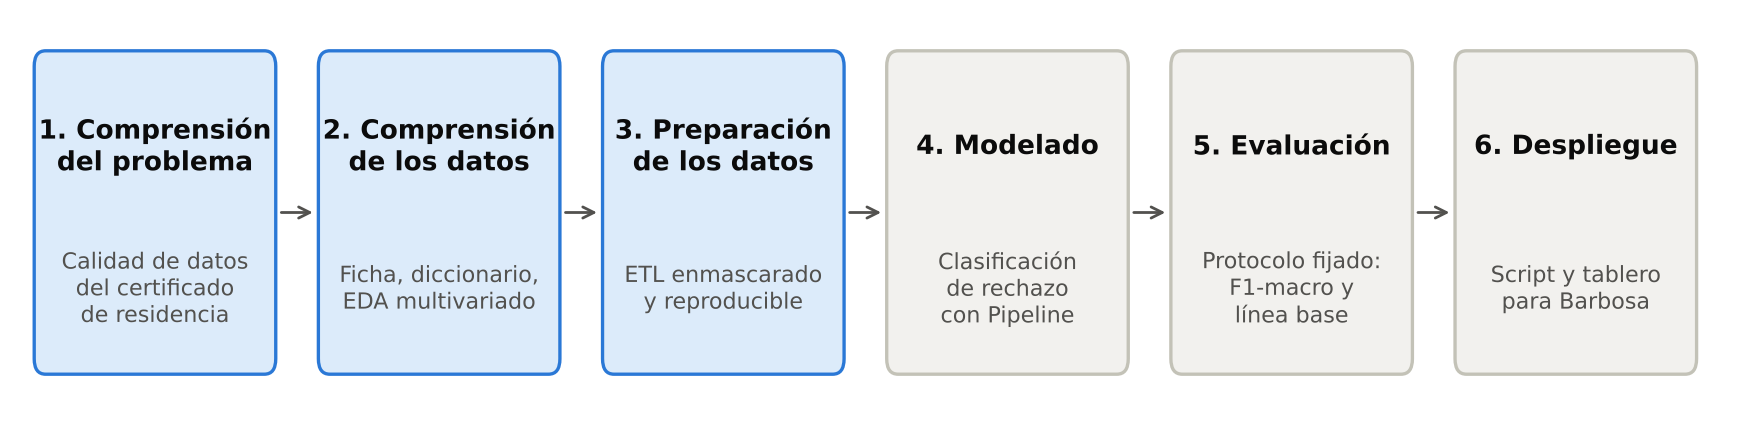 1. Comprensión
del problema
Calidad de datos
del certificado
de residencia
2. Comprensión
de los datos
Ficha, diccionario,
EDA multivariado
3. Preparación
de los datos
ETL enmascarado
y reproducible
4. Modelado
Clasificación
de rechazo
con Pipeline
5. Evaluación
Protocolo fijado:
F1-macro y
línea base
6. Despliegue
Script y tablero
para Barbosa